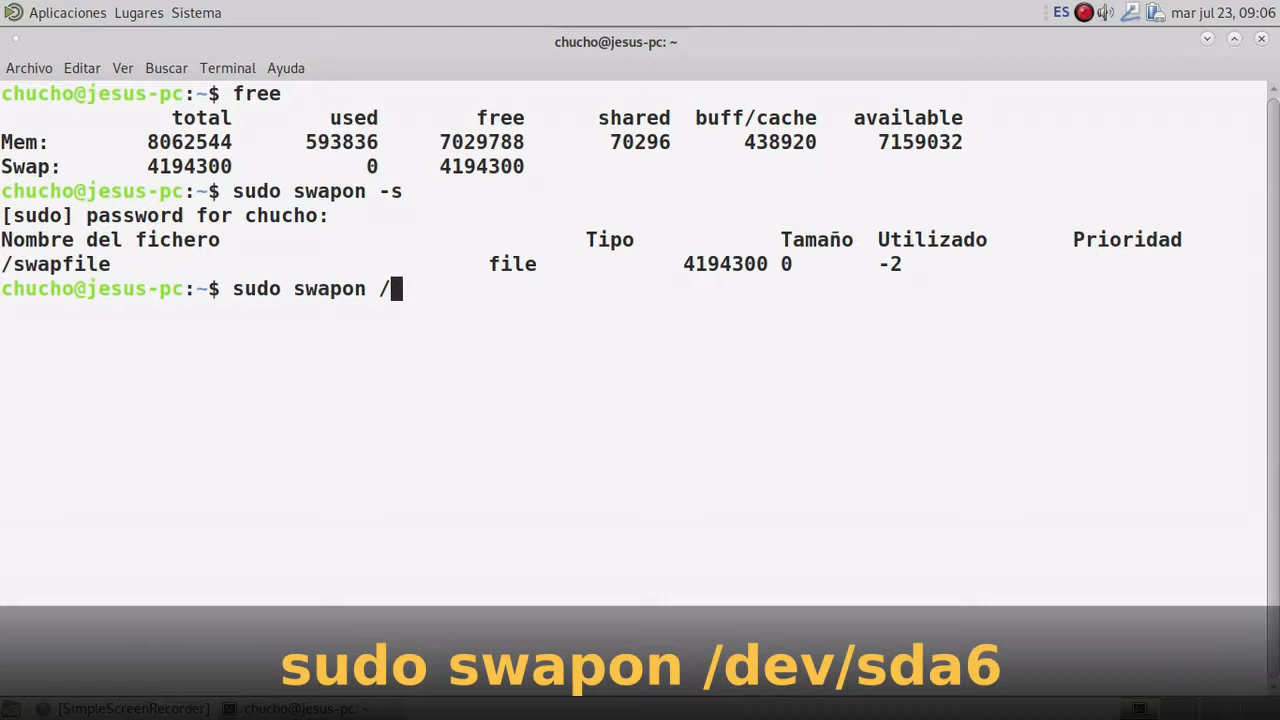 Aplicaciones Lugares Sistema ES mar jul 23, 09:06
chucho@jesus-pc: ~
Archivo Editar Ver Buscar Terminal Ayuda
chucho@jesus-pc:~$ free
total used free shared buff/cache available
Mem: 8062544 593836 7029788 70296 438920 7159032
Swap: 4194300 0 4194300
chucho@jesus-pc:~$ sudo swapon -s
[sudo] password for chucho:
Nombre del fichero Tipo Tamaño Utilizado Prioridad
/swapfile file 4194300 0 -2
chucho@jesus-pc:~$ sudo swapon /
sudo swapon /dev/sda6
[SimpleScreenRecorder] chucho@jesus-pc: ~